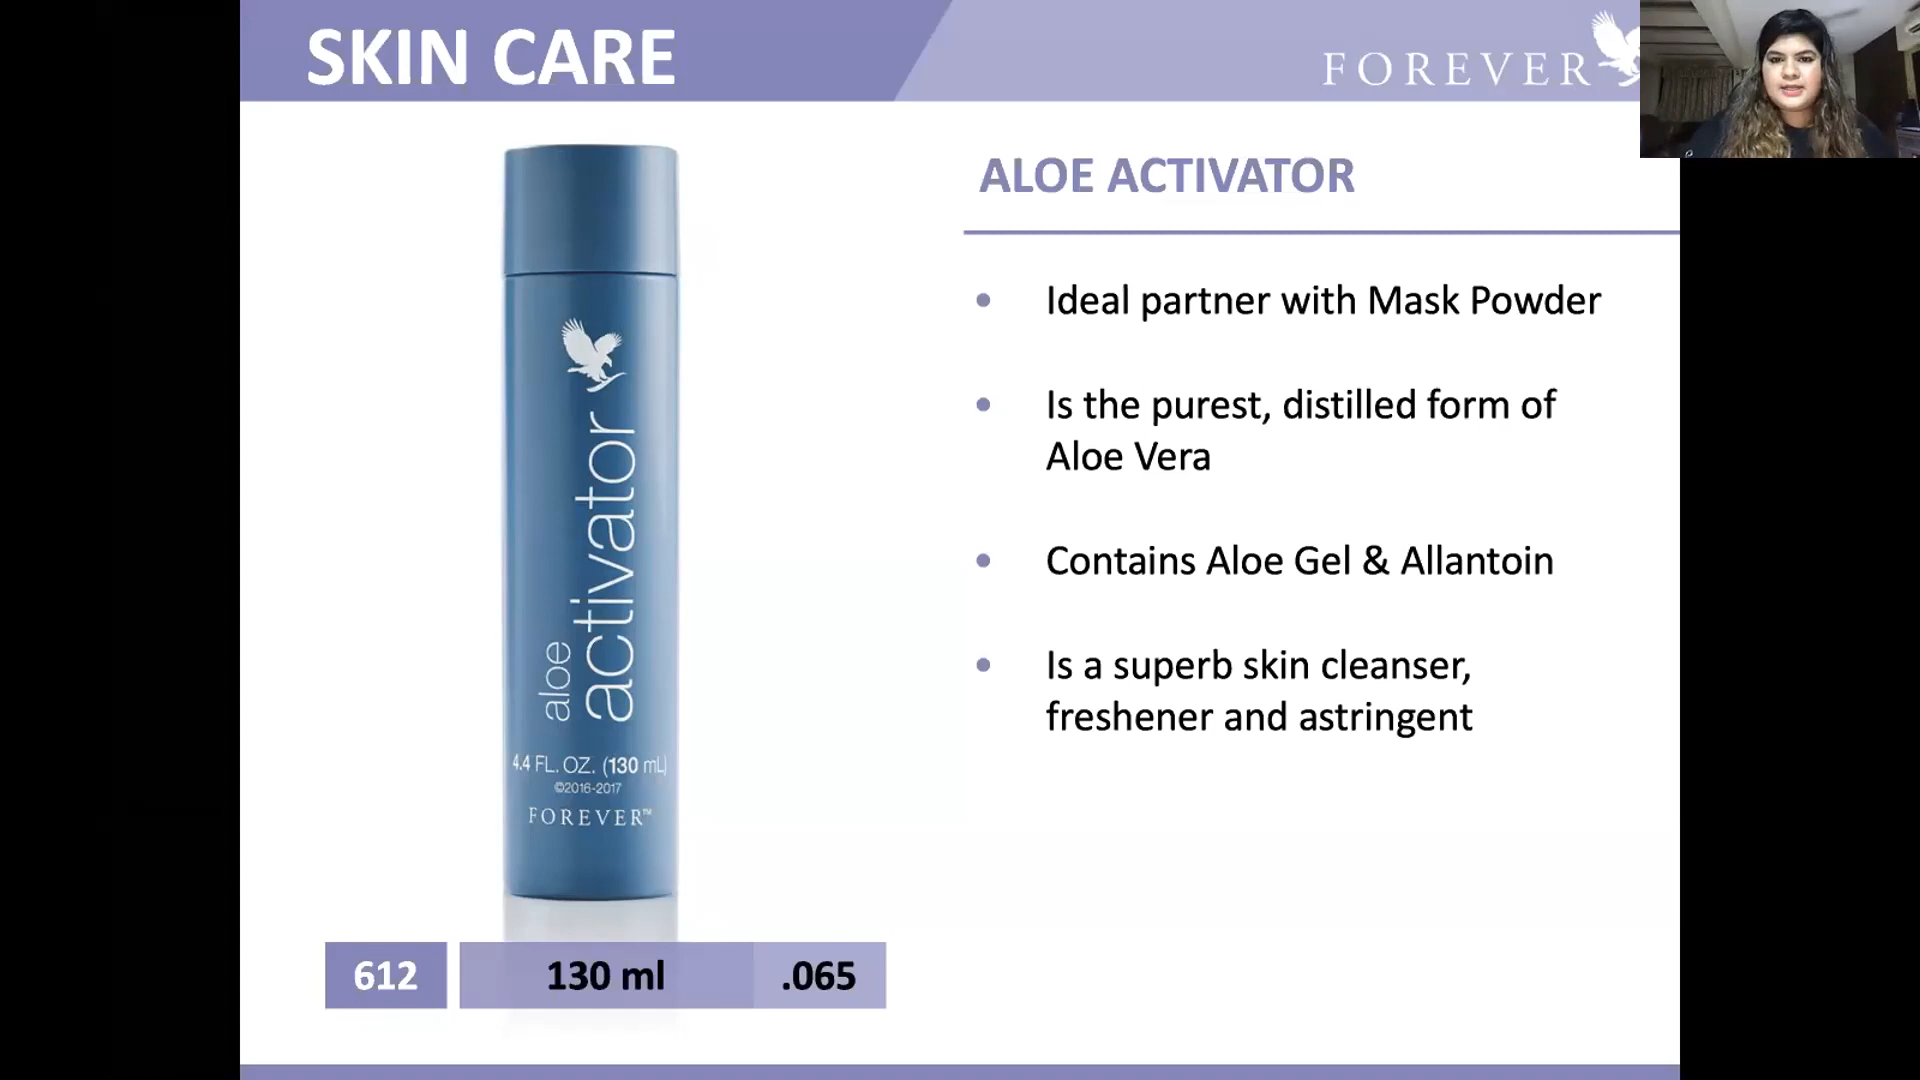 SKIN CARE
FOREVER
ALOE ACTIVATOR
• Ideal partner with Mask Powder
• Is the purest, distilled form of
Aloe Vera
• Contains Aloe Gel & Allantoin
• Is a superb skin cleanser,
freshener and astringent
aloe
activator
4.4 FL. OZ. (130 mL)
©2016-2017
FOREVER™
612
130 ml
.065